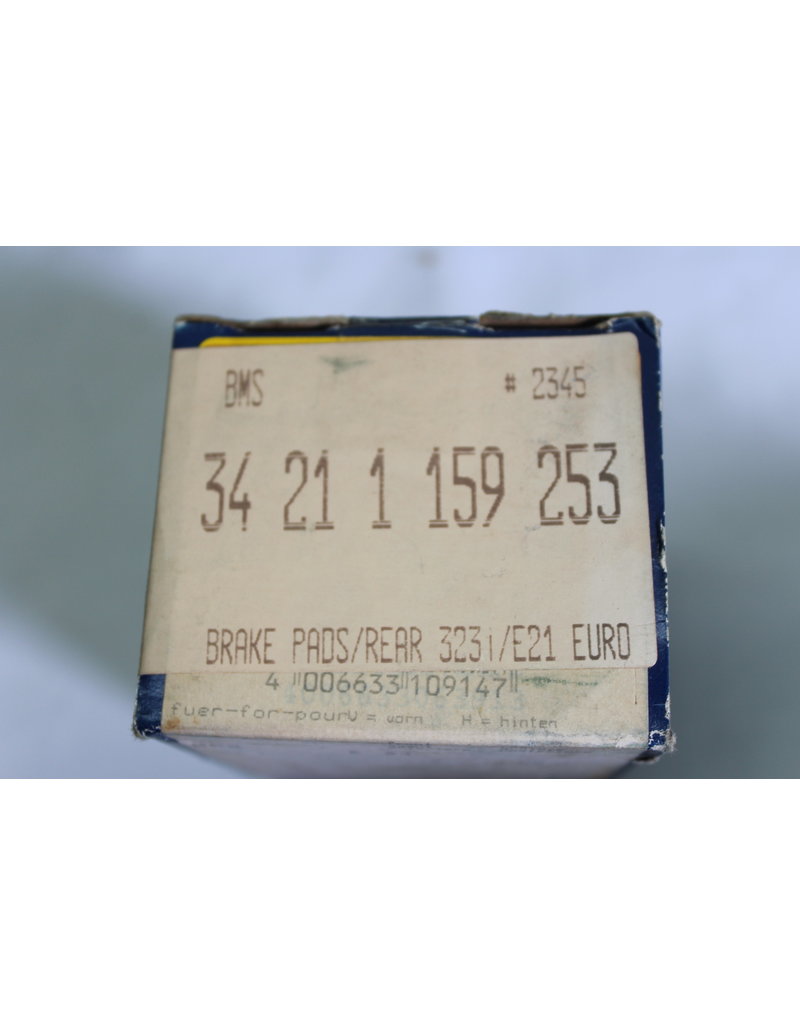 BMS # 2345
34 21 1 159 253
BRAKE PADS/REAR 323i/E21 EURO
4 006633 109147
fuer-for-pour V = vorn H = hinten